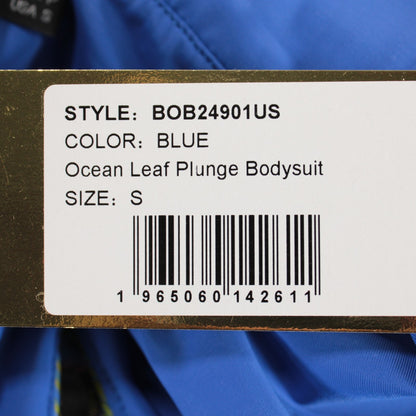 USA S
STYLE: BOB24901US
COLOR: BLUE
Ocean Leaf Plunge Bodysuit
SIZE: S
1 965060 142611